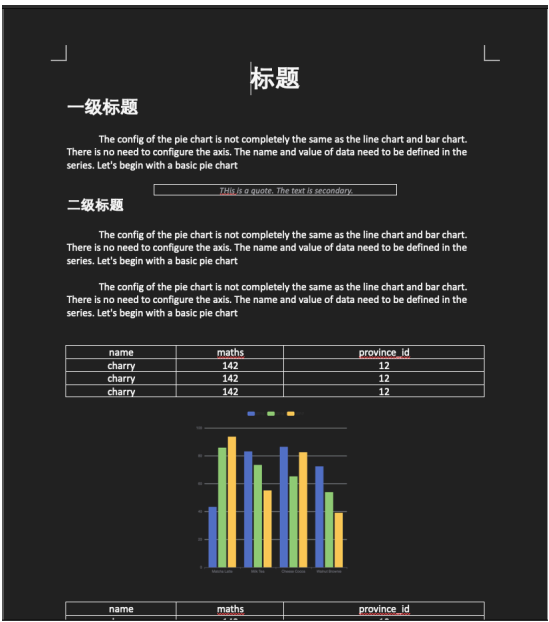 标题
一级标题
The config of the pie chart is not completely the same as the line chart and bar chart.
There is no need to configure the axis. The name and value of data need to be defined in the
series. Let's begin with a basic pie chart
THis is a quote. The text is secondary.
二级标题
The config of the pie chart is not completely the same as the line chart and bar chart.
There is no need to configure the axis. The name and value of data need to be defined in the
series. Let's begin with a basic pie chart
The config of the pie chart is not completely the same as the line chart and bar chart.
There is no need to configure the axis. The name and value of data need to be defined in the
series. Let's begin with a basic pie chart
name maths province_id
charry 142 12
charry 142 12
charry 142 12
name maths province_id